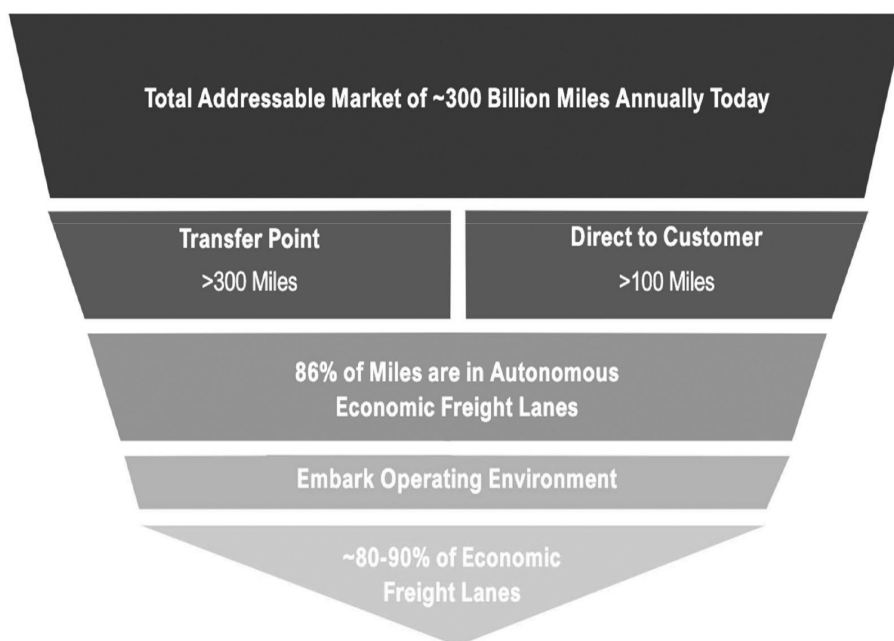 Total Addressable Market of ~300 Billion Miles Annually Today
Transfer Point
>300 Miles
Direct to Customer
>100 Miles
86% of Miles are in Autonomous
Economic Freight Lanes
Embark Operating Environment
~80-90% of Economic
Freight Lanes